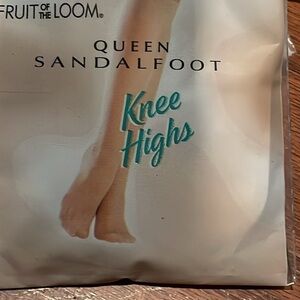 FRUIT OF THE LOOM®
QUEEN
SANDALFOOT
Knee
Highs